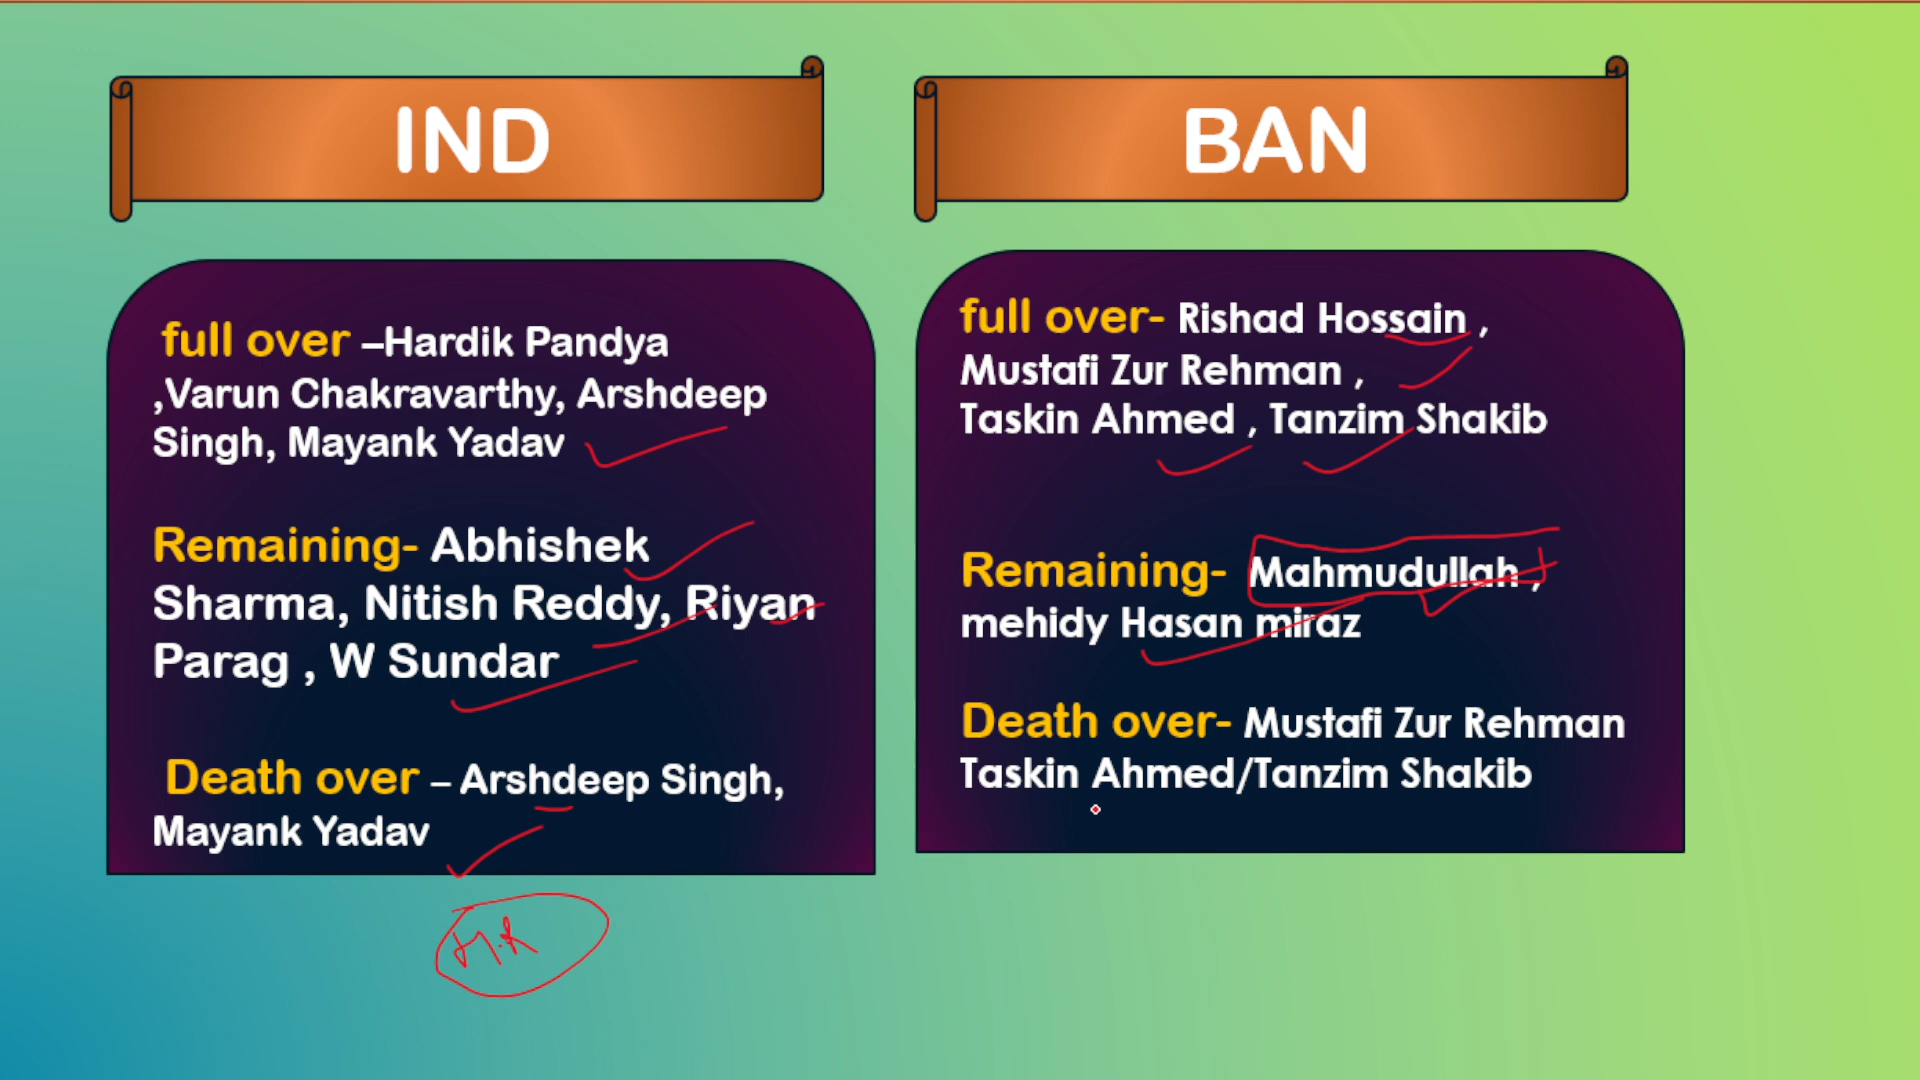 IND
full over –Hardik Pandya
,Varun Chakravarthy, Arshdeep
Singh, Mayank Yadav
Remaining- Abhishek
Sharma, Nitish Reddy, Riyan
Parag , W Sundar
Death over – Arshdeep Singh,
Mayank Yadav
BAN
full over- Rishad Hossain ,
Mustafi Zur Rehman ,
Taskin Ahmed , Tanzim Shakib
Remaining- Mahmudullah ,
mehidy Hasan miraz
Death over- Mustafi Zur Rehman
Taskin Ahmed/Tanzim Shakib